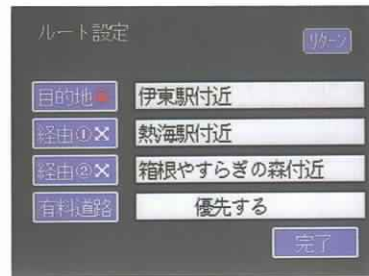 ルート設定
リターン
目的地
伊東駅付近
経由①×
熱海駅付近
経由②×
箱根やすらぎの森付近
有料道路
優先する
完了